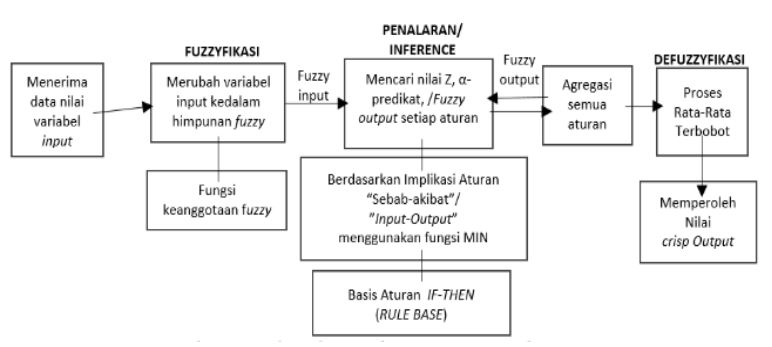 PENALARAN/
INFERENCE
FUZZYFIKASI
DEFUZZYFIKASI
Menerima
data nilai
variabel
input
Merubah variabel
input kedalam
himpunan fuzzy
Fungsi
keanggotaan fuzzy
Fuzzy
input
Mencari nilai Z, α-
predikat, /Fuzzy
output setiap aturan
Berdasarkan Implikasi Aturan
“Sebab-akibat”/
”Input-Output”
menggunakan fungsi MIN
Basis Aturan IF-THEN
(RULE BASE)
Fuzzy
output
Agregasi
semua
aturan
Proses
Rata-Rata
Terbobot
Memperoleh
Nilai
crisp Output